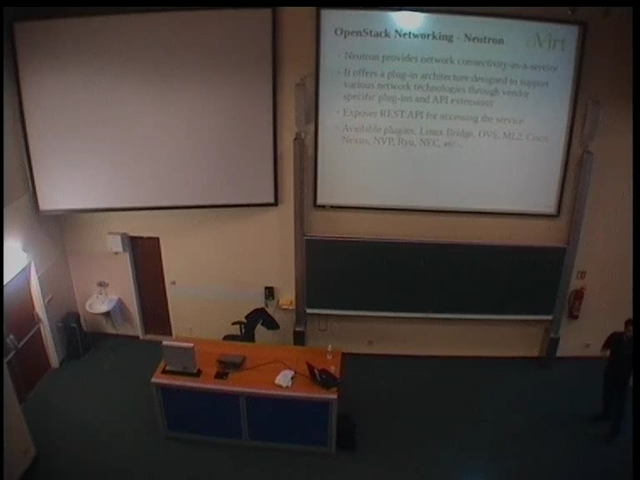 OpenStack Networking - Neutron
oVirt
- Neutron provides network connectivity-as-a-service
- It offers a plug-in architecture designed to support
various network technologies through vendor
specific plug-ins and API extensions
- Exposes REST API for accessing the service
- Available plugins: Linux Bridge, OVS, ML2, Cisco
Nexus, NVP, Ryu, NEC, etc...